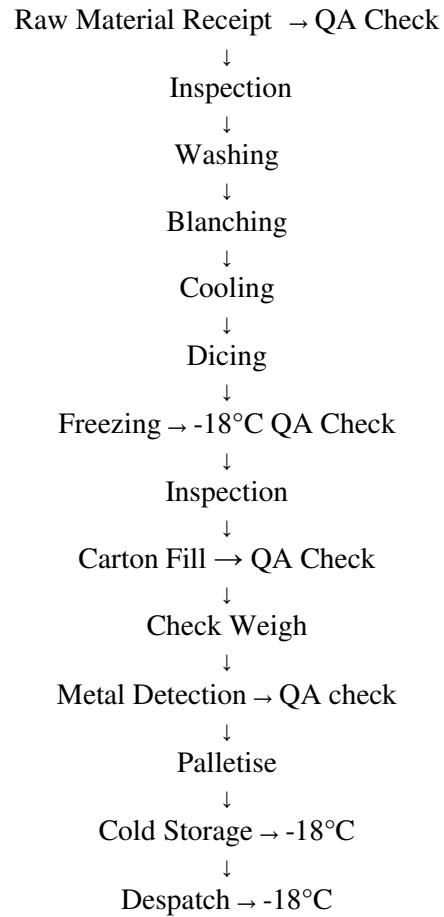 Raw Material Receipt → QA Check
↓
Inspection
↓
Washing
↓
Blanching
↓
Cooling
↓
Dicing
↓
Freezing → -18°C QA Check
↓
Inspection
↓
Carton Fill → QA Check
↓
Check Weigh
↓
Metal Detection → QA check
↓
Palletise
↓
Cold Storage → -18°C
↓
Despatch → -18°C